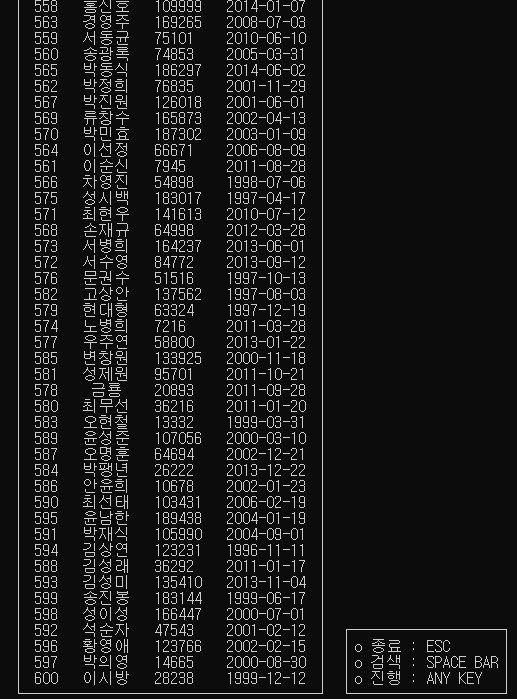 558 홍신호 109999 2014-01-07
563 경영주 169265 2008-07-03
559 서동균 75101 2010-06-10
560 송광록 74853 2005-03-31
565 박동식 186297 2014-06-02
562 박정희 76835 2001-11-29
567 박진원 126018 2001-06-01
569 류창수 165873 2002-04-13
570 박민효 187302 2003-01-09
564 이선정 66671 2006-08-09
561 이순신 7945 2011-08-28
566 차영진 54898 1998-07-06
575 성시백 183017 1997-04-17
571 최현우 141613 2010-07-12
568 손재규 64998 2012-03-28
573 서병희 164237 2013-06-01
572 서수영 84772 2013-09-12
576 문권수 51516 1997-10-13
582 고상안 137562 1997-08-03
579 현대형 63324 1997-12-19
574 노병희 7216 2011-03-28
577 우주연 58800 2013-01-22
585 변창원 133925 2000-11-18
581 성제원 95701 2011-10-21
578 금룡 20893 2011-09-28
580 최무선 36216 2011-01-20
583 오현철 13332 1999-03-31
589 윤성준 107056 2000-03-10
587 오명훈 64694 2002-12-21
584 박팽년 26222 2013-12-22
586 안윤희 10678 2002-01-23
590 최선태 103431 2006-02-19
595 윤남한 189438 2004-01-19
591 박재식 105990 2004-09-01
594 김상연 123231 1996-11-11
588 김성래 36292 2011-01-17
593 김성미 135410 2013-11-04
599 송진봉 183144 1999-06-17
598 성이성 166447 2000-07-01
592 석순자 47543 2001-02-12
596 황영애 123766 2002-02-15
597 박의영 14665 2000-08-30
600 이시방 28238 1999-12-12
o 종료 : ESC
o 검색 : SPACE BAR
o 진행 : ANY KEY